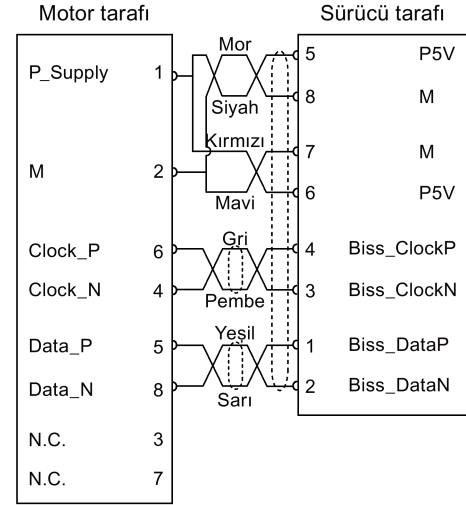 Motor tarafı
Sürücü tarafı
P_Supply 1
Mor
5 P5V
Siyah
8 M
Kırmızı
7 M
M 2
Mavi
6 P5V
Clock_P 6
Gri
4 Biss_ClockP
Clock_N 4
Pembe
3 Biss_ClockN
Data_P 5
Yeşil
1 Biss_DataP
Data_N 8
Sarı
2 Biss_DataN
N.C. 3
N.C. 7